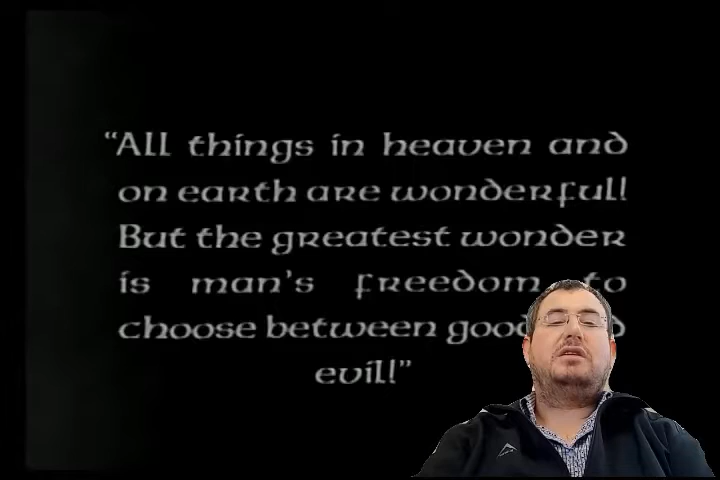 “All things in heaven and
on earth are wonderful!
But the greatest wonder
is man's freedom to
choose between good
evil!”